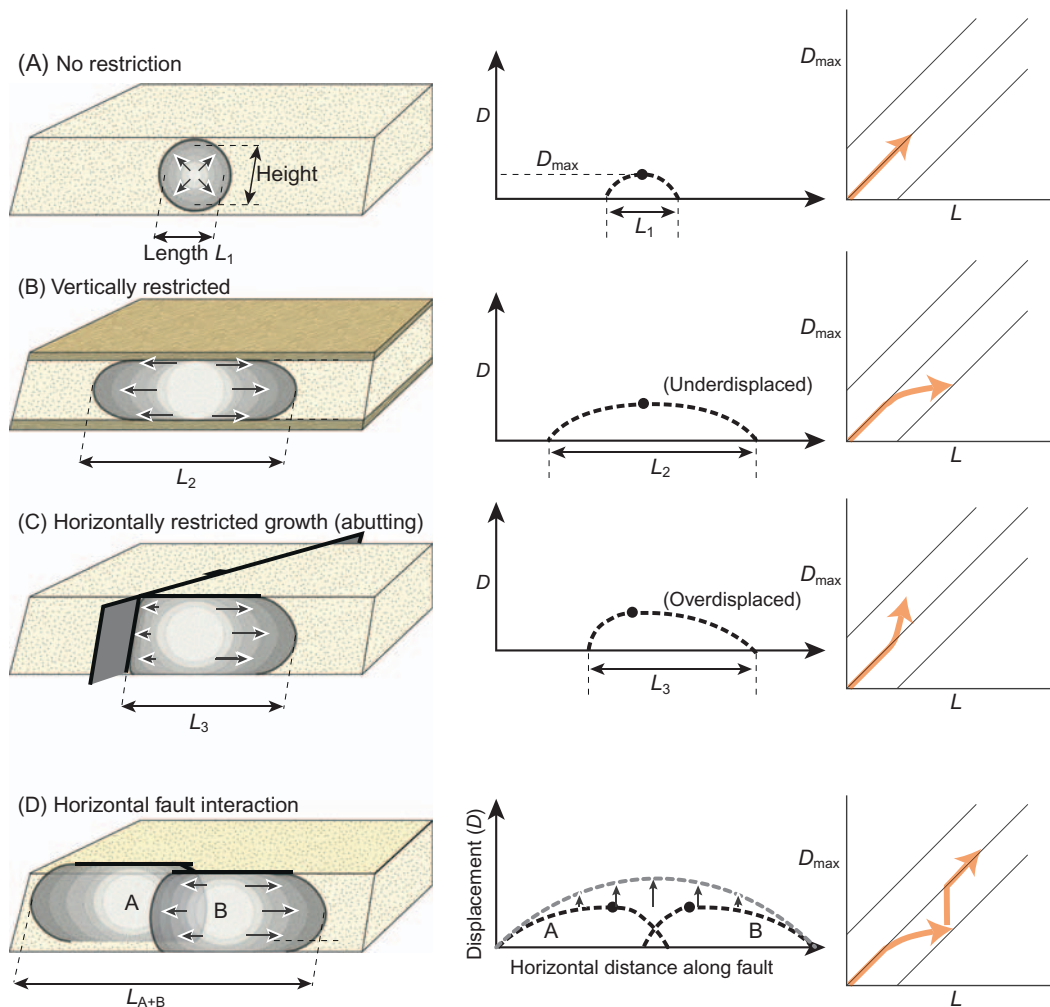 (A) No restriction
Height
Length L₁
D
Dmax
L₁
Dmax
L
(B) Vertically restricted
L₂
D
(Underdisplaced)
L₂
Dmax
L
(C) Horizontally restricted growth (abutting)
L₃
D
(Overdisplaced)
L₃
Dmax
L
(D) Horizontal fault interaction
A
B
L_A+B
Displacement (D)
A
B
Horizontal distance along fault
Dmax
L